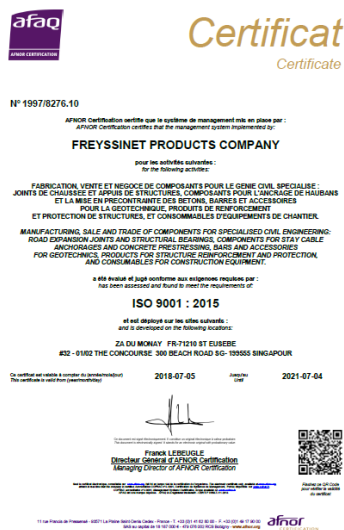 afaq
AFNOR CERTIFICATION
Certificat
Certificate
N° 1997/8276.10
AFNOR Certification certifie que le système de management mis en place par :
AFNOR Certification certifies that the management system implemented by:
FREYSSINET PRODUCTS COMPANY
pour les activités suivantes :
for the following activities:
FABRICATION, VENTE ET NEGOCE DE COMPOSANTS POUR LE GENIE CIVIL SPECIALISE :
JOINTS DE CHAUSSEE ET APPUIS DE STRUCTURES, COMPOSANTS POUR L'ANCRAGE DE HAUBANS
ET LA MISE EN PRECONTRAINTE DES BETONS, BARRES ET ACCESSOIRES
POUR LA GEOTECHNIQUE, PRODUITS DE RENFORCEMENT
ET PROTECTION DE STRUCTURES, ET CONSOMMABLES D'EQUIPEMENTS DE CHANTIER.
MANUFACTURING, SALE AND TRADE OF COMPONENTS FOR SPECIALISED CIVIL ENGINEERING:
ROAD EXPANSION JOINTS AND STRUCTURAL BEARINGS, COMPONENTS FOR STAY CABLE
ANCHORAGES AND CONCRETE PRESTRESSING, BARS AND ACCESSORIES
FOR GEOTECHNICS, PRODUCTS FOR STRUCTURE REINFORCEMENT AND PROTECTION,
AND CONSUMABLES FOR CONSTRUCTION EQUIPMENT.
a été évalué et jugé conforme aux exigences requises par :
has been assessed and found to meet the requirements of:
ISO 9001 : 2015
et est déployé sur les sites suivants :
and is developed on the following locations:
ZA DU MONAY FR-71210 ST EUSEBE
#32 - 01/02 THE CONCOURSE 300 BEACH ROAD SG- 199555 SINGAPOUR
Ce certificat est valable à compter du (année/mois/jour) 2018-07-05 Jusqu'au 2021-07-04
This certificate is valid from (year/month/day) Until
Franck LEBEUGLE
Directeur Général d'AFNOR Certification
Managing Director of AFNOR Certification
Flashez ce QR Code
pour vérifier la validité
du certificat
afnor
CERTIFICATION